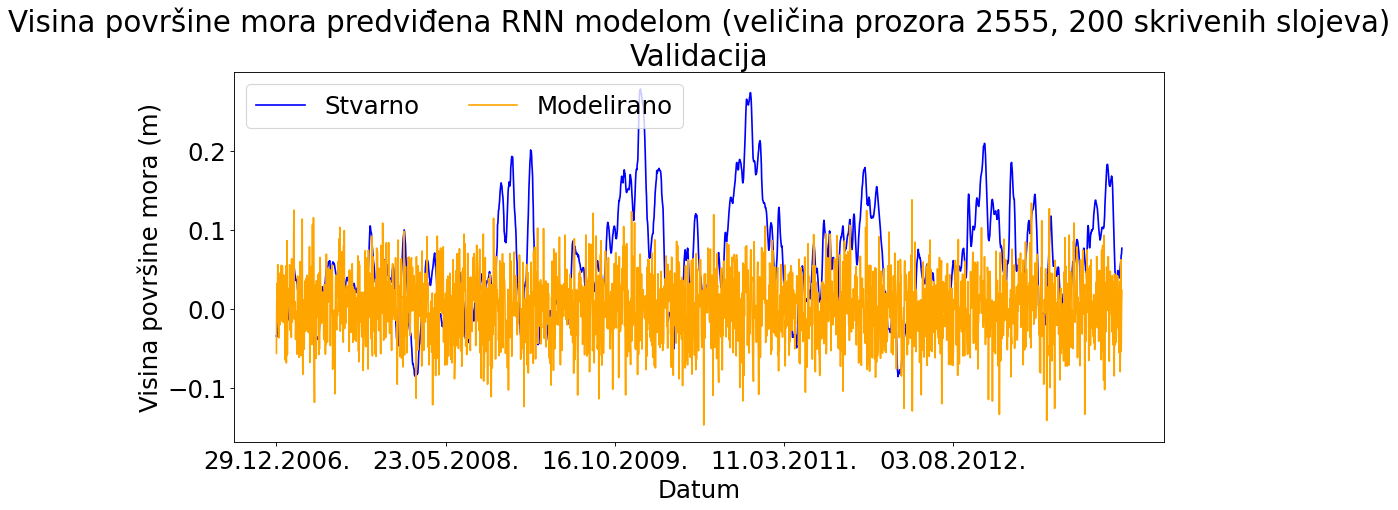 Visina površine mora predviđena RNN modelom (veličina prozora 2555, 200 skrivenih slojeva)
Validacija
Stvarno
Modelirano
Visina površine mora (m)
0.2
0.1
0.0
−0.1
29.12.2006.
23.05.2008.
16.10.2009.
11.03.2011.
03.08.2012.
Datum